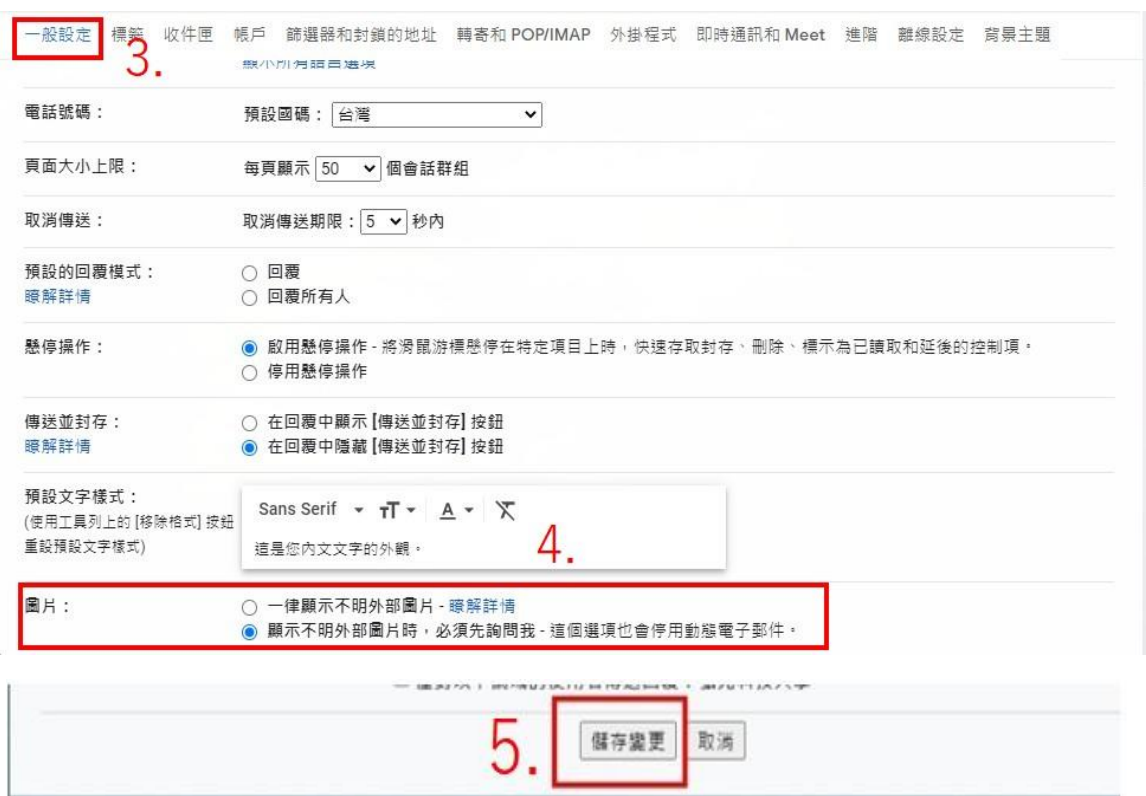 一般設定 標籤 收件匣 帳戶 篩選器和封鎖的地址 轉寄和 POP/IMAP 外掛程式 即時通訊和 Meet 進階 離線設定 背景主題
3.
顯示所有語言選項
電話號碼： 預設國碼： 台灣
頁面大小上限： 每頁顯示 50 個會話群組
取消傳送： 取消傳送期限： 5 秒內
預設的回覆模式： 回覆
瞭解詳情 回覆所有人
懸停操作： 啟用懸停操作 - 將滑鼠游標懸停在特定項目上時，快速存取封存、刪除、標示為已讀取和延後的控制項。
停用懸停操作
傳送並封存： 在回覆中顯示 [傳送並封存] 按鈕
瞭解詳情 在回覆中隱藏 [傳送並封存] 按鈕
預設文字樣式：
(使用工具列上的 [移除格式] 按鈕 Sans Serif
重設預設文字樣式) 這是您內文文字的外觀。
4.
圖片： 一律顯示不明外部圖片 - 瞭解詳情
顯示不明外部圖片時，必須先詢問我 - 這個選項也會停用動態電子郵件。
5. 儲存變更 取消